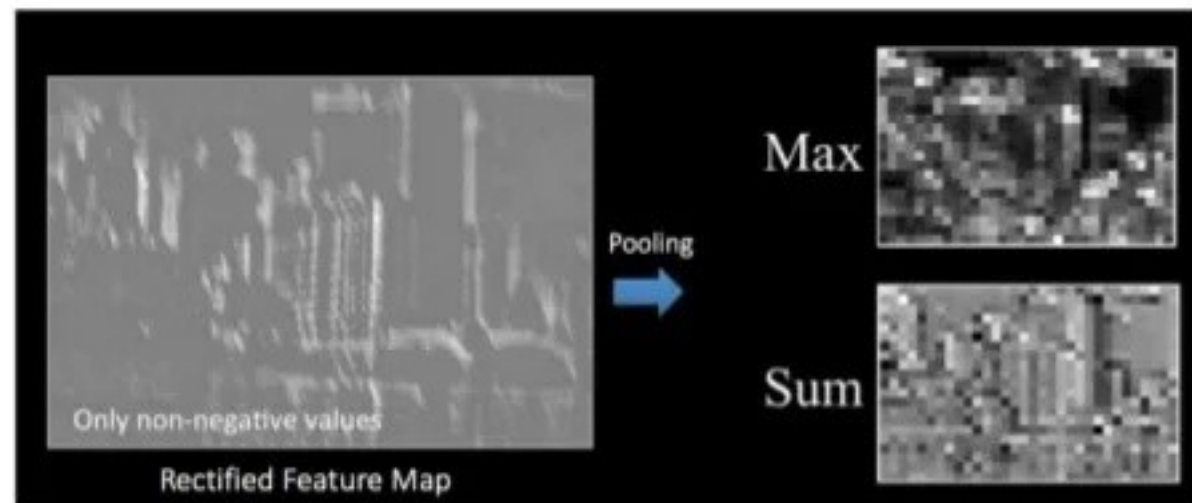 Only non-negative values
Rectified Feature Map
Pooling
Max
Sum